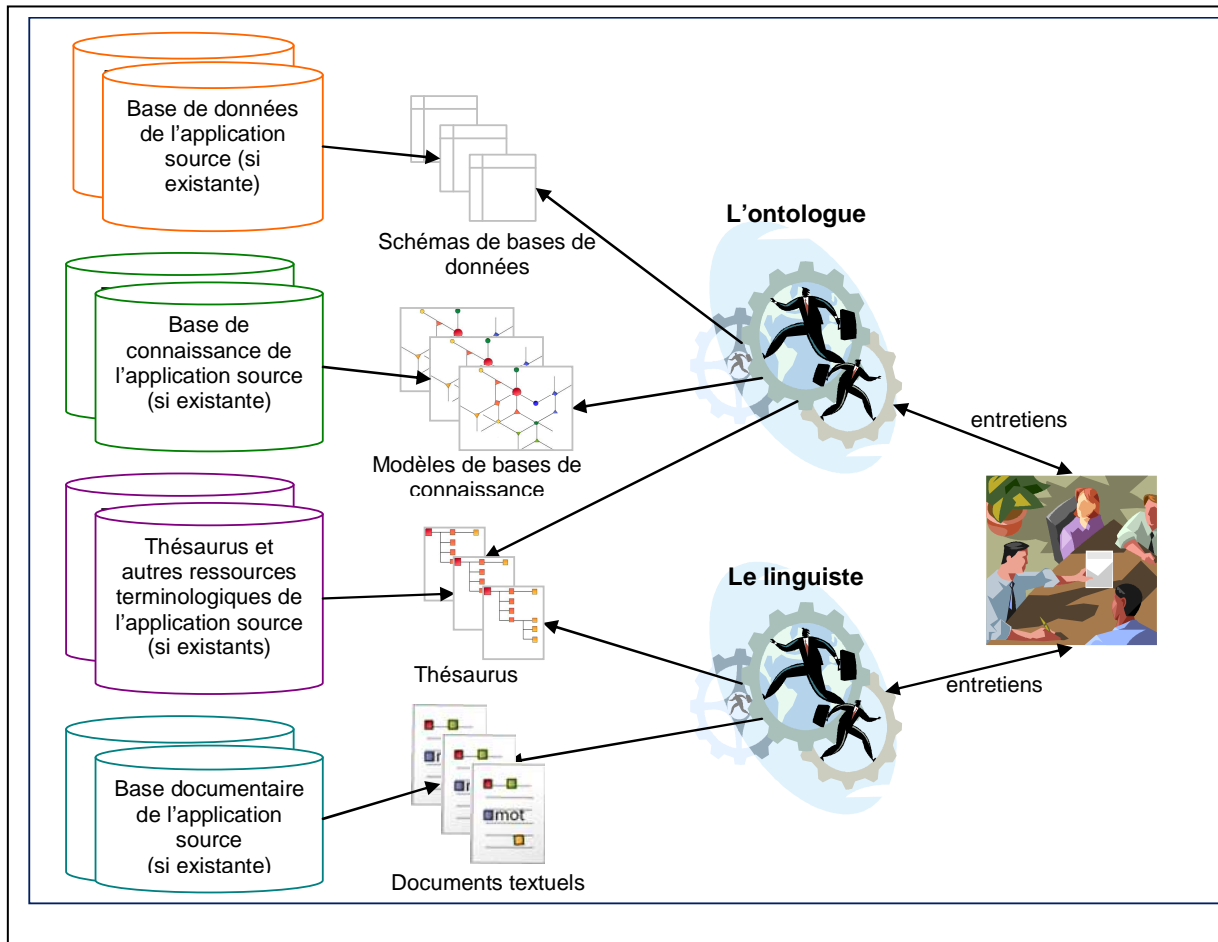 Base de données
de l'application
source (si
existante)
Schémas de bases de
données
L'ontologue
Base de
connaissance de
l'application source
(si existante)
Modèles de bases de
connaissance
entretiens
Thésaurus et
autres ressources
terminologiques de
l'application source
(si existants)
Thésaurus
Le linguiste
entretiens
Base documentaire
de l'application
source
(si existante)
mot
Documents textuels